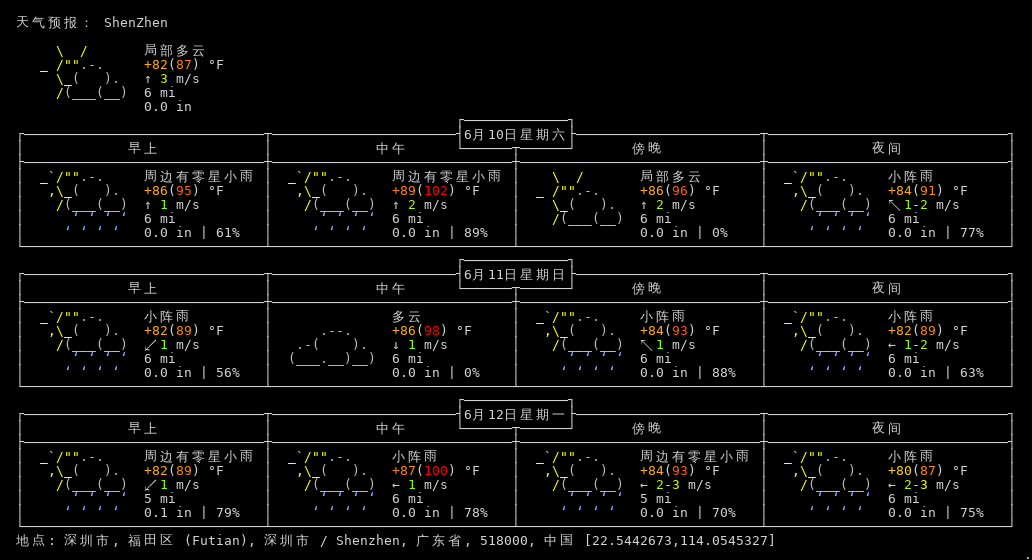 天气预报： ShenZhen
局部多云
+82(87) °F
↑ 3 m/s
6 mi
0.0 in
6月10日星期六
早上 中午 傍晚 夜间
周边有零星小雨 周边有零星小雨 局部多云 小阵雨
+86(95) °F +89(102) °F +86(96) °F +84(91) °F
↑ 1 m/s ↑ 2 m/s ↑ 2 m/s ↖ 1-2 m/s
6 mi 6 mi 6 mi 6 mi
0.0 in | 61% 0.0 in | 89% 0.0 in | 0% 0.0 in | 77%
6月11日星期日
早上 中午 傍晚 夜间
小阵雨 多云 小阵雨 小阵雨
+82(89) °F +86(98) °F +84(93) °F +82(89) °F
↙ 1 m/s ↓ 1 m/s ↖ 1 m/s ← 1-2 m/s
6 mi 6 mi 6 mi 6 mi
0.0 in | 56% 0.0 in | 0% 0.0 in | 88% 0.0 in | 63%
6月12日星期一
早上 中午 傍晚 夜间
周边有零星小雨 小阵雨 周边有零星小雨 小阵雨
+82(89) °F +87(100) °F +84(93) °F +80(87) °F
↙ 1 m/s ← 1 m/s ← 2-3 m/s ← 2-3 m/s
5 mi 6 mi 5 mi 6 mi
0.1 in | 79% 0.0 in | 78% 0.0 in | 70% 0.0 in | 75%
地点: 深圳市, 福田区 (Futian), 深圳市 / Shenzhen, 广东省, 518000, 中国 [22.5442673,114.0545327]